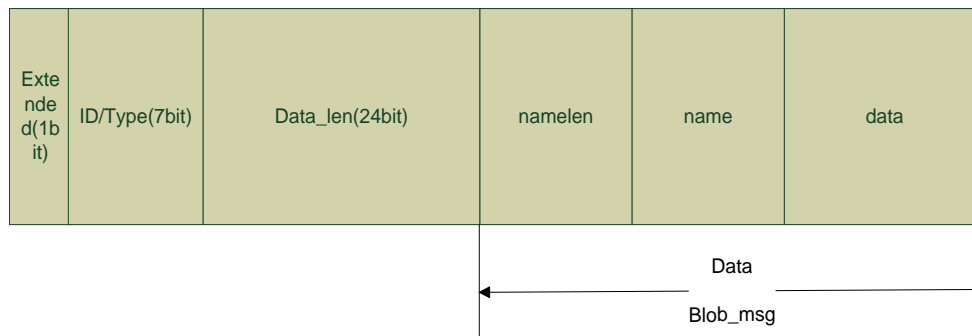 Exte
nde
d(1b
it)
ID/Type(7bit)
Data_len(24bit)
namelen
name
data
Data
Blob_msg